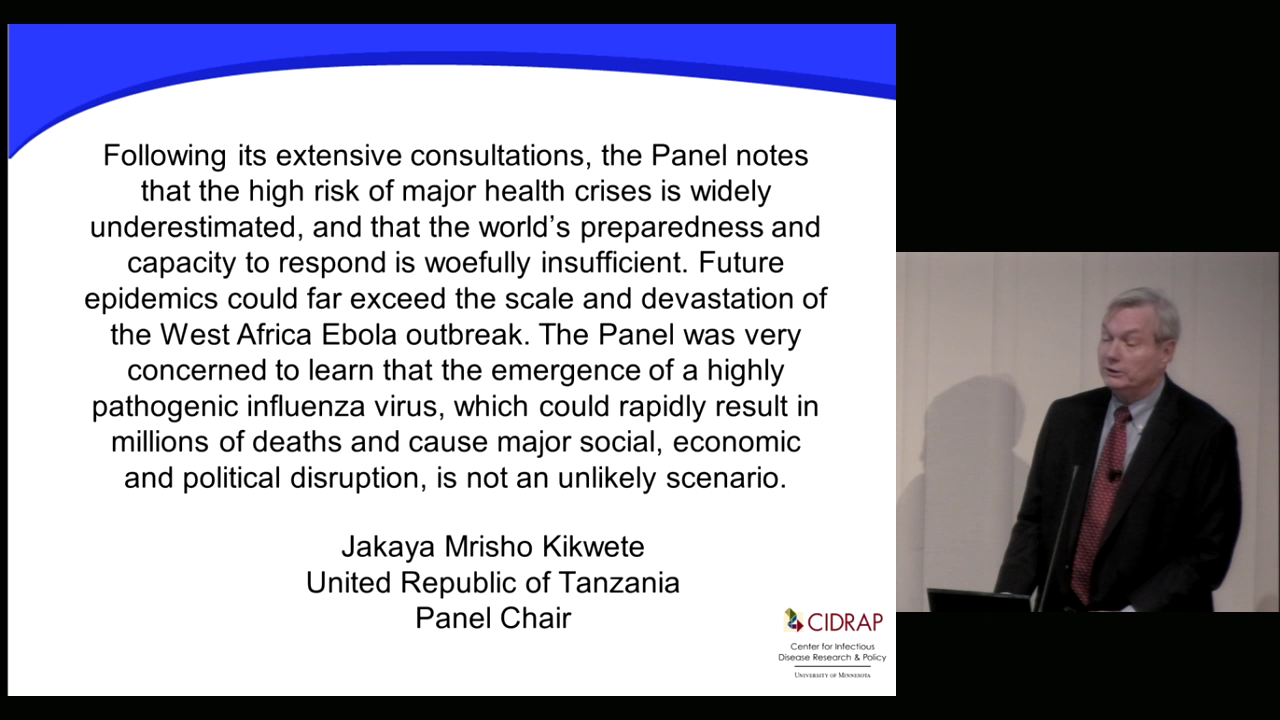 Following its extensive consultations, the Panel notes
that the high risk of major health crises is widely
underestimated, and that the world’s preparedness and
capacity to respond is woefully insufficient. Future
epidemics could far exceed the scale and devastation of
the West Africa Ebola outbreak. The Panel was very
concerned to learn that the emergence of a highly
pathogenic influenza virus, which could rapidly result in
millions of deaths and cause major social, economic
and political disruption, is not an unlikely scenario.
Jakaya Mrisho Kikwete
United Republic of Tanzania
Panel Chair
CIDRAP
Center for Infectious
Disease Research & Policy
UNIVERSITY OF MINNESOTA